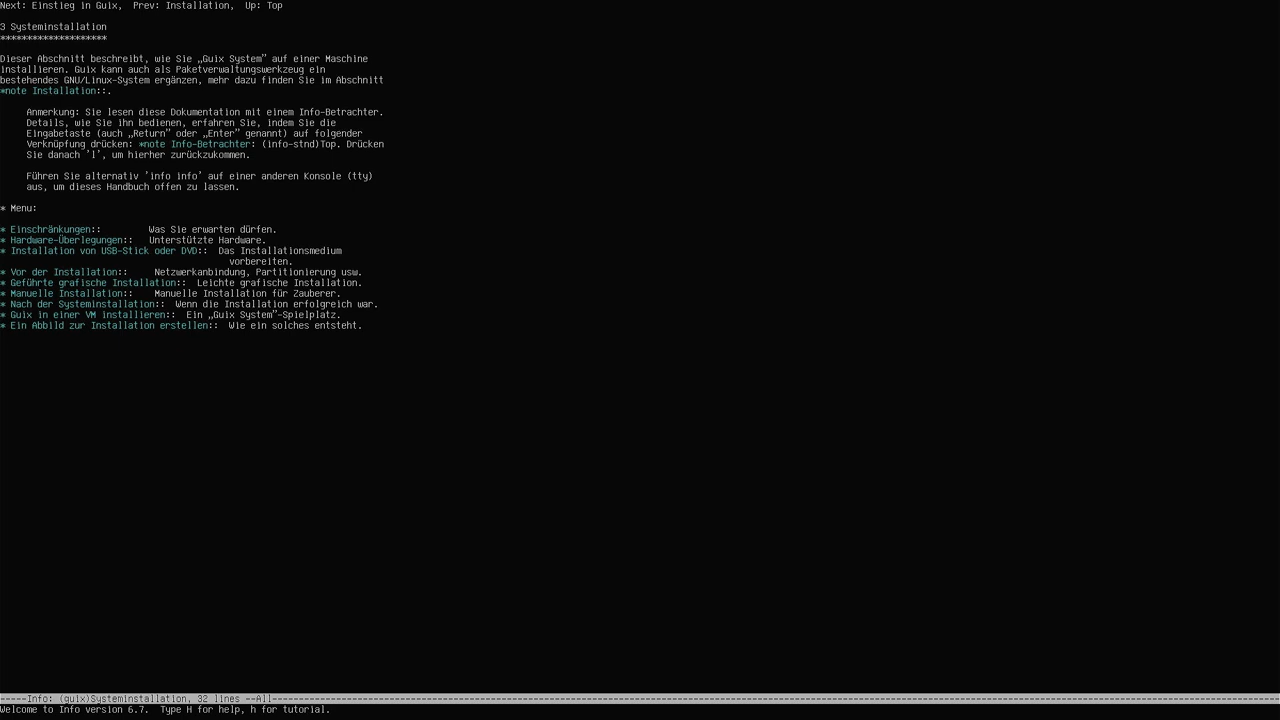 Next: Einstieg in Guix,  Prev: Installation,  Up: Top
3 Systeminstallation
********************
Dieser Abschnitt beschreibt, wie Sie „Guix System” auf einer Maschine
installieren. Guix kann auch als Paketverwaltungswerkzeug ein
bestehendes GNU/Linux-System ergänzen, mehr dazu finden Sie im Abschnitt
*note Installation::.
Anmerkung: Sie lesen diese Dokumentation mit einem Info-Betrachter.
Details, wie Sie ihn bedienen, erfahren Sie, indem Sie die
Eingabetaste (auch „Return” oder „Enter” genannt) auf folgender
Verknüpfung drücken: *note Info-Betrachter: (info-stnd)Top. Drücken
Sie danach ’l’, um hierher zurückzukommen.
Führen Sie alternativ ’info info’ auf einer anderen Konsole (tty)
aus, um dieses Handbuch offen zu lassen.
* Menu:
* Einschränkungen::         Was Sie erwarten dürfen.
* Hardware-Überlegungen::   Unterstützte Hardware.
* Installation von USB-Stick oder DVD::  Das Installationsmedium
vorbereiten.
* Vor der Installation::     Netzwerkanbindung, Partitionierung usw.
* Geführte grafische Installation::  Leichte grafische Installation.
* Manuelle Installation::    Manuelle Installation für Zauberer.
* Nach der Systeminstallation::  Wenn die Installation erfolgreich war.
* Guix in einer VM installieren::  Ein „Guix System”-Spielplatz.
* Ein Abbild zur Installation erstellen::  Wie ein solches entsteht.
-----Info: (guix)Systeminstallation, 32 lines --All-----
Welcome to Info version 6.7.  Type H for help, h for tutorial.